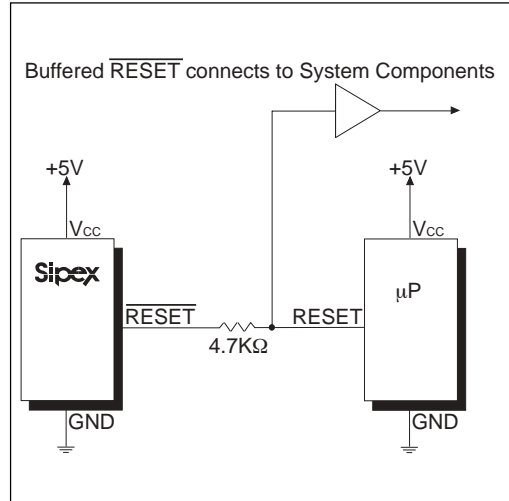 Buffered RESET connects to System Components
+5V
+5V
VCC
VCC
Sipex
µP
RESET
RESET
4.7KΩ
GND
GND